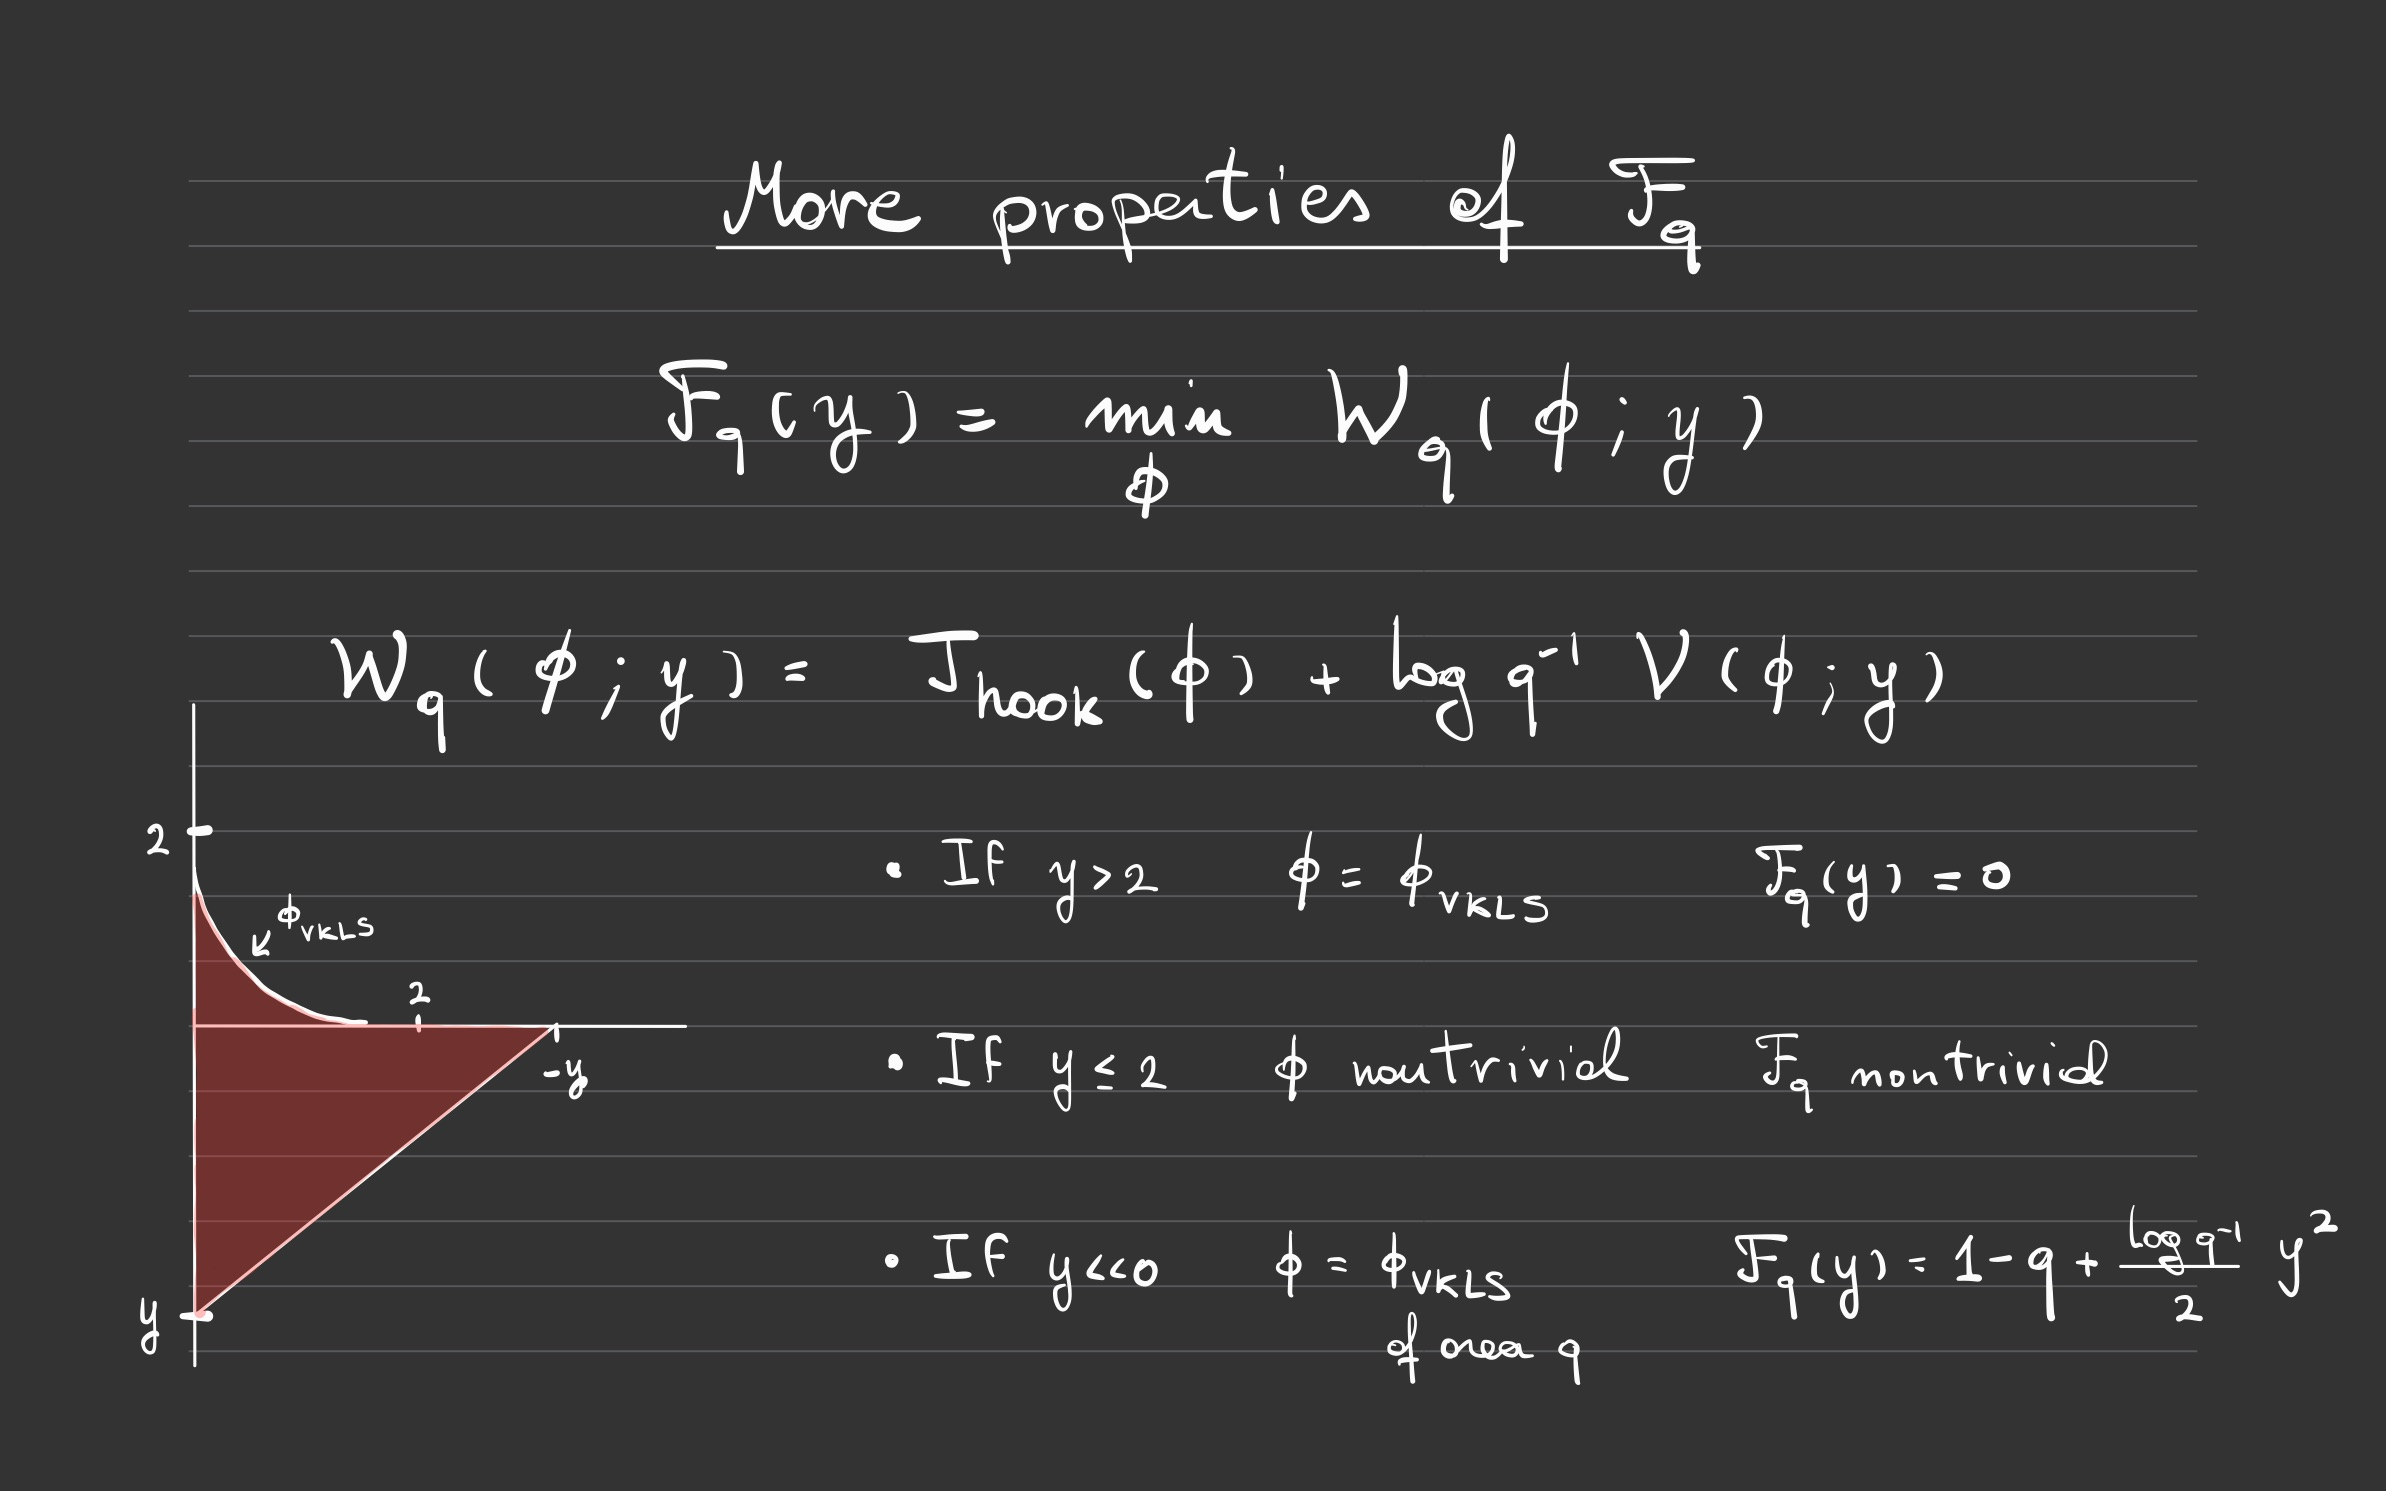 More properties of F_q
F_q(y) = min_ϕ W_q(ϕ; y)
W_q(ϕ; y) = J_hook(ϕ) + log q^-1 V(ϕ; y)
2
ϕ_VKLS
2
-y
y
• If y > 2 ϕ = ϕ_VKLS F_q(y) = 0
• If y ≤ 2 ϕ nontrivial F_q nontrivial
• If y << 0 ϕ = ϕ_VKLS F_q(y) = 1 - q + (log q^-1)/2 y^2
of area q